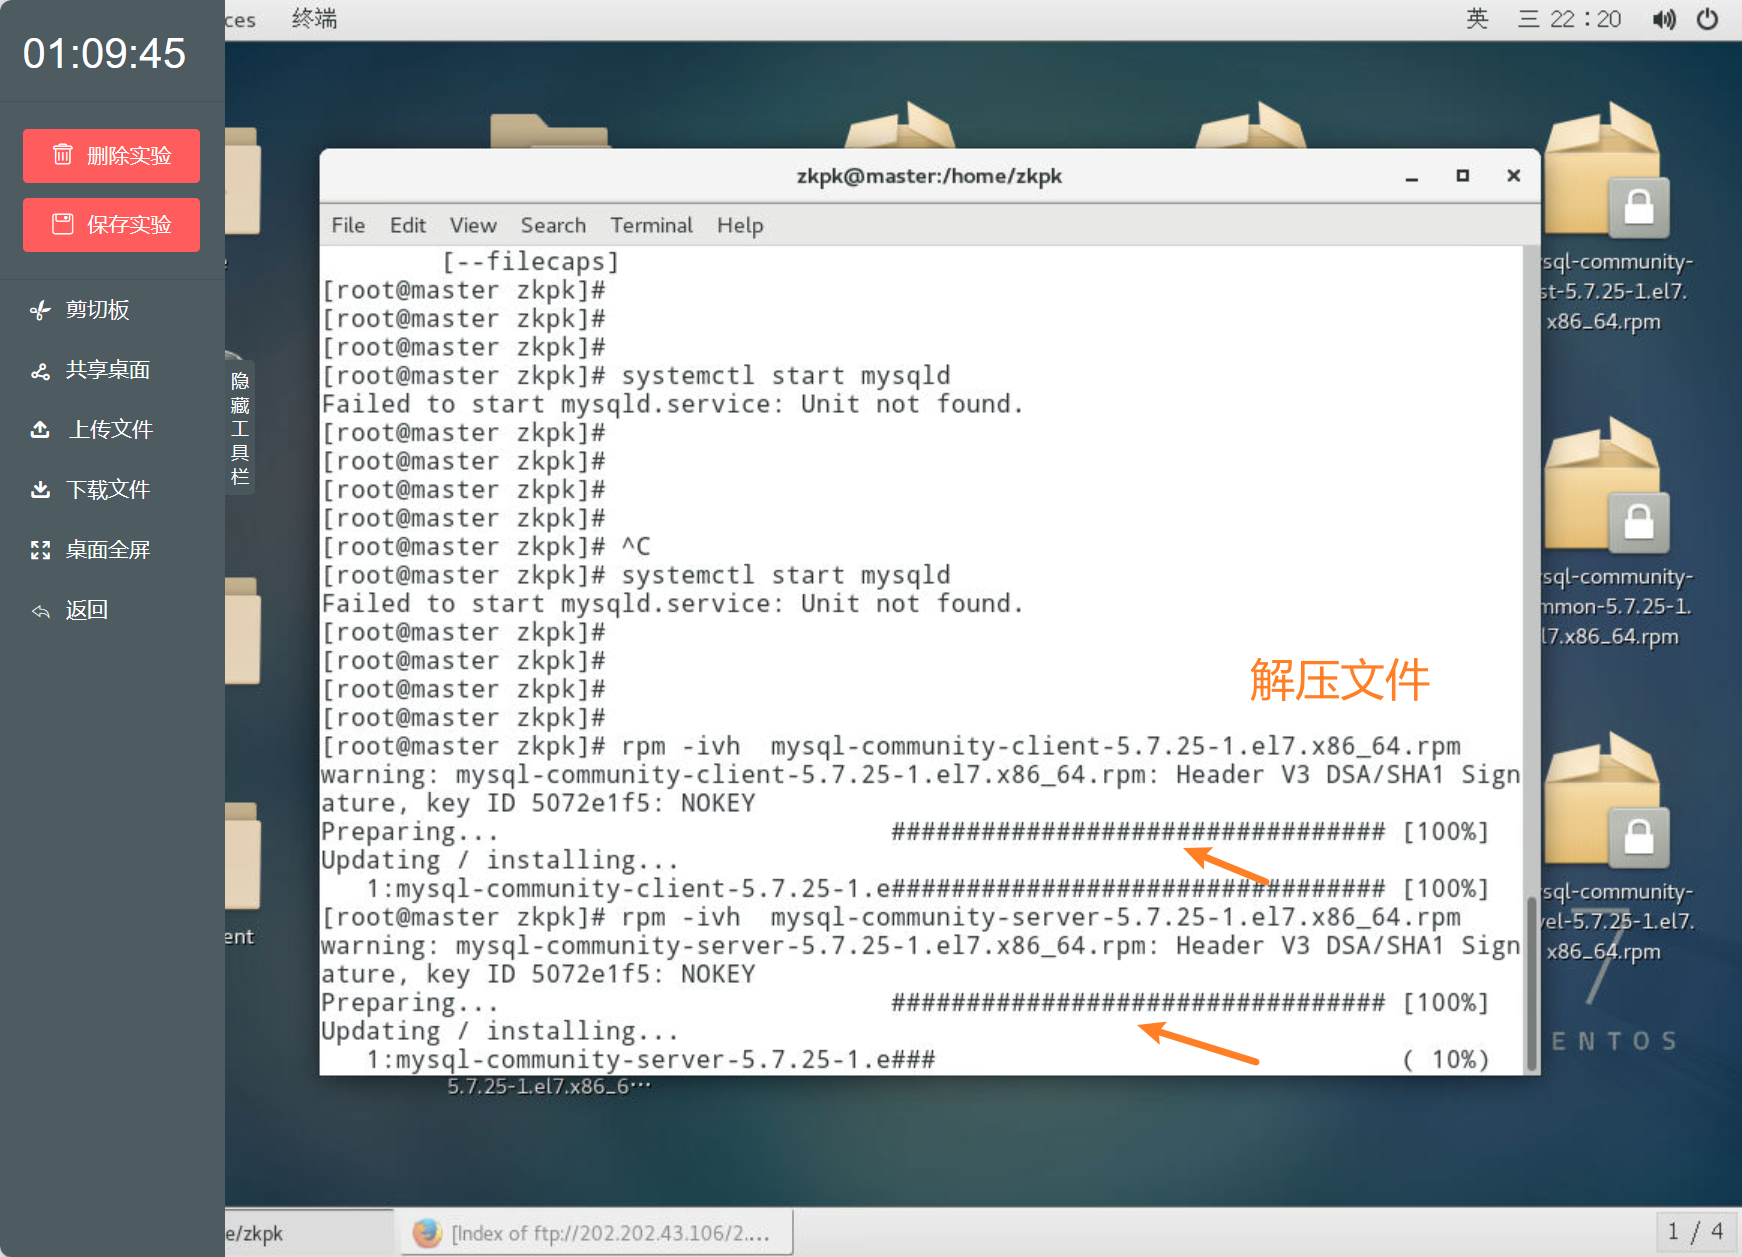 01:09:45
删除实验
保存实验
剪切板
共享桌面
上传文件
下载文件
桌面全屏
返回
隐藏工具栏
ces 终端
英 三 22：20
zkpk@master:/home/zkpk
File Edit View Search Terminal Help
[--filecaps]
[root@master zkpk]#
[root@master zkpk]#
[root@master zkpk]#
[root@master zkpk]# systemctl start mysqld
Failed to start mysqld.service: Unit not found.
[root@master zkpk]#
[root@master zkpk]#
[root@master zkpk]#
[root@master zkpk]#
[root@master zkpk]# ^C
[root@master zkpk]# systemctl start mysqld
Failed to start mysqld.service: Unit not found.
[root@master zkpk]#
[root@master zkpk]#
[root@master zkpk]#
[root@master zkpk]#
解压文件
[root@master zkpk]# rpm -ivh  mysql-community-client-5.7.25-1.el7.x86_64.rpm
warning: mysql-community-client-5.7.25-1.el7.x86_64.rpm: Header V3 DSA/SHA1 Sign
ature, key ID 5072e1f5: NOKEY
Preparing... ################################# [100%]
Updating / installing...
1:mysql-community-client-5.7.25-1.e################################# [100%]
[root@master zkpk]# rpm -ivh  mysql-community-server-5.7.25-1.el7.x86_64.rpm
warning: mysql-community-server-5.7.25-1.el7.x86_64.rpm: Header V3 DSA/SHA1 Sign
ature, key ID 5072e1f5: NOKEY
Preparing... ################################# [100%]
Updating / installing...
1:mysql-community-server-5.7.25-1.e### ( 10%)
sql-community-
st-5.7.25-1.el7.
x86_64.rpm
sql-community-
mmon-5.7.25-1.
l7.x86_64.rpm
sql-community-
vel-5.7.25-1.el7.
x86_64.rpm
7
ENTOS
ent
5.7.25-1.el7.x86_6…
e/zkpk
[Index of ftp://202.202.43.106/2....
1 / 4